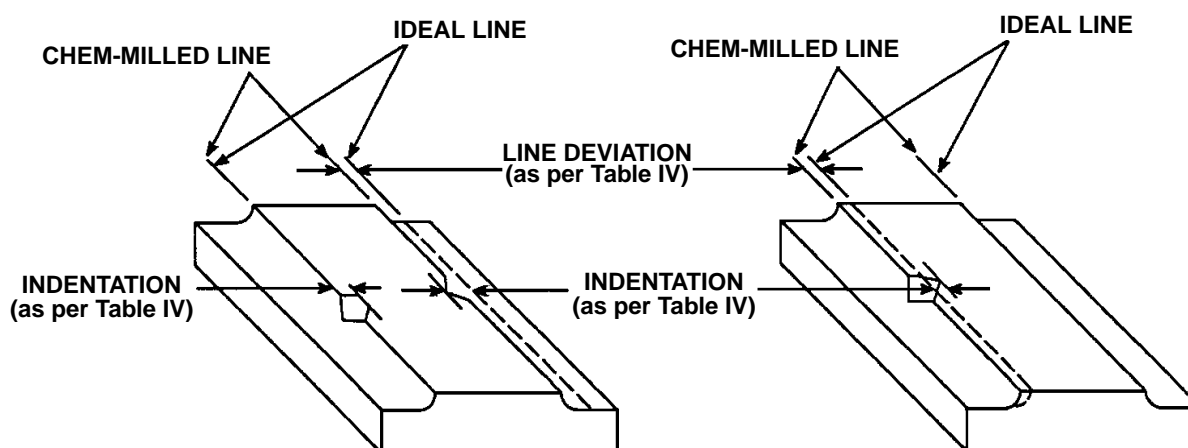 IDEAL LINE
CHEM-MILLED LINE
IDEAL LINE
CHEM-MILLED LINE
LINE DEVIATION
(as per Table IV)
INDENTATION
(as per Table IV)
INDENTATION
(as per Table IV)